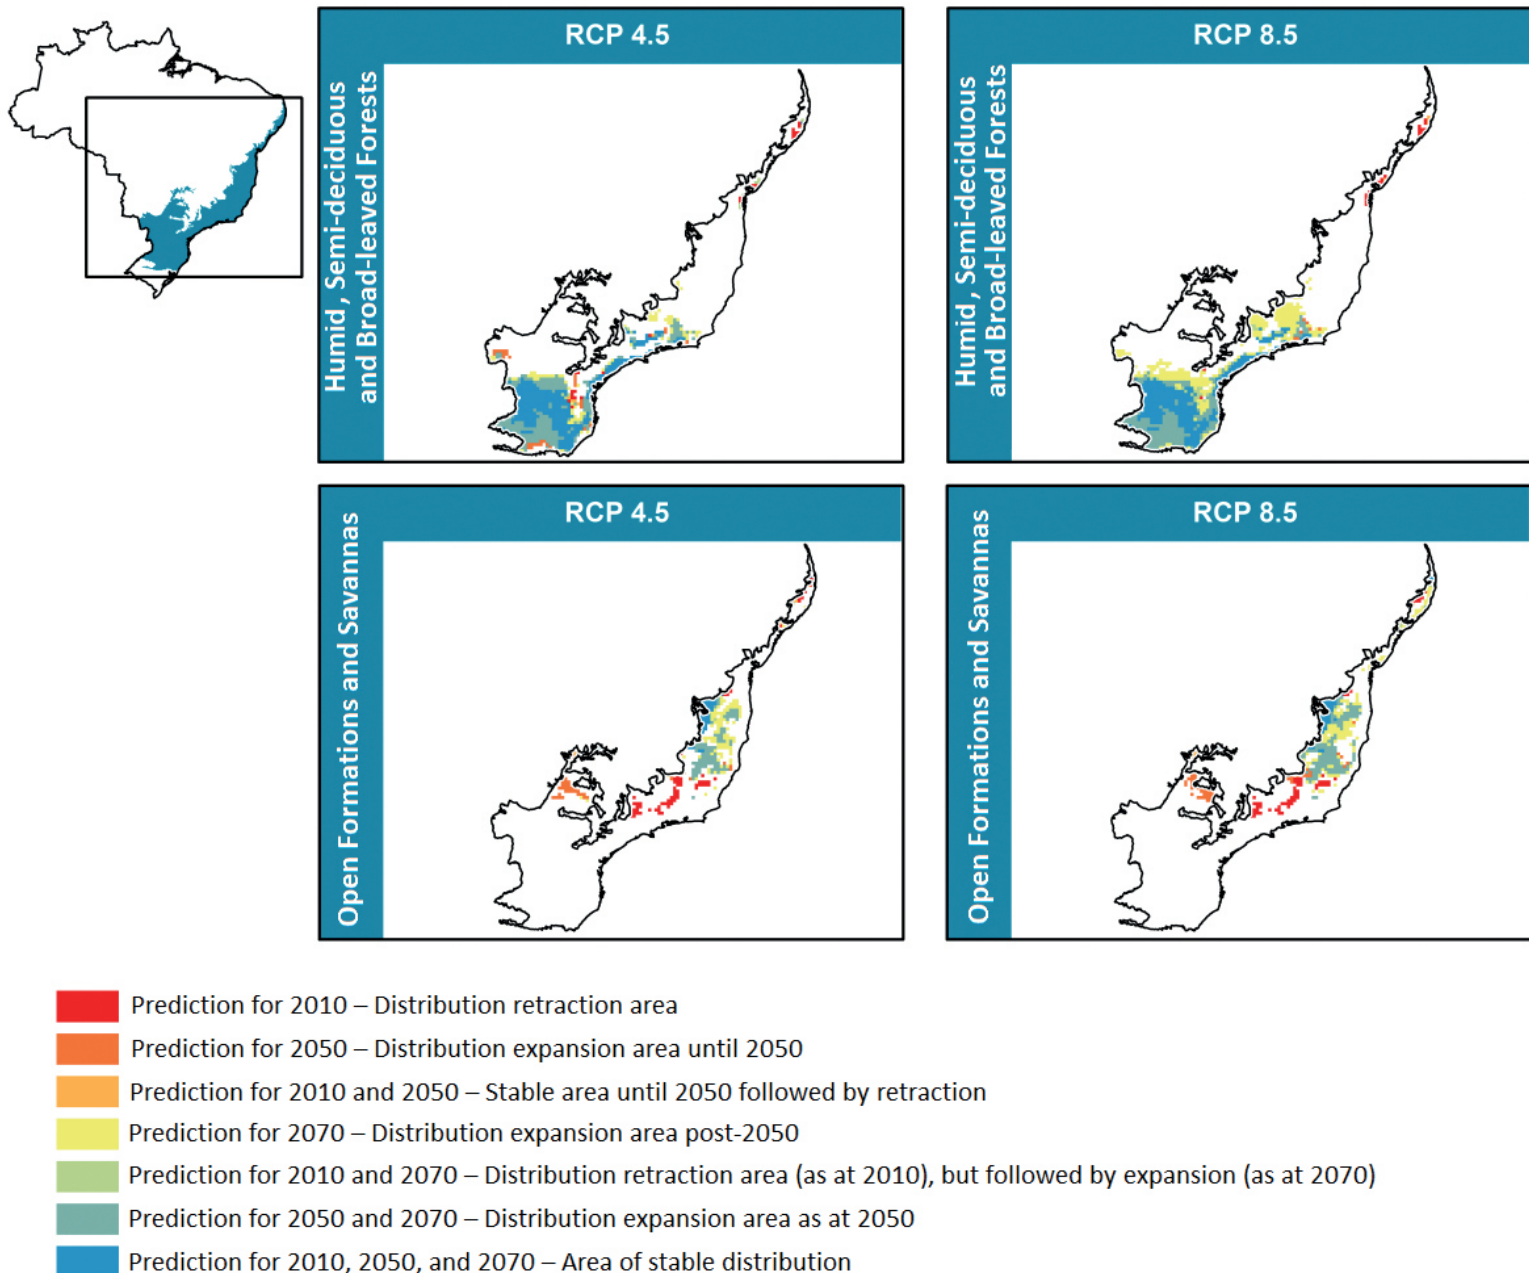 RCP 4.5
Humid, Semi-deciduous
and Broad-leaved Forests
RCP 8.5
Humid, Semi-deciduous
and Broad-leaved Forests
RCP 4.5
Open Formations and Savannas
RCP 8.5
Open Formations and Savannas
Prediction for 2010 – Distribution retraction area
Prediction for 2050 – Distribution expansion area until 2050
Prediction for 2010 and 2050 – Stable area until 2050 followed by retraction
Prediction for 2070 – Distribution expansion area post-2050
Prediction for 2010 and 2070 – Distribution retraction area (as at 2010), but followed by expansion (as at 2070)
Prediction for 2050 and 2070 – Distribution expansion area as at 2050
Prediction for 2010, 2050, and 2070 – Area of stable distribution